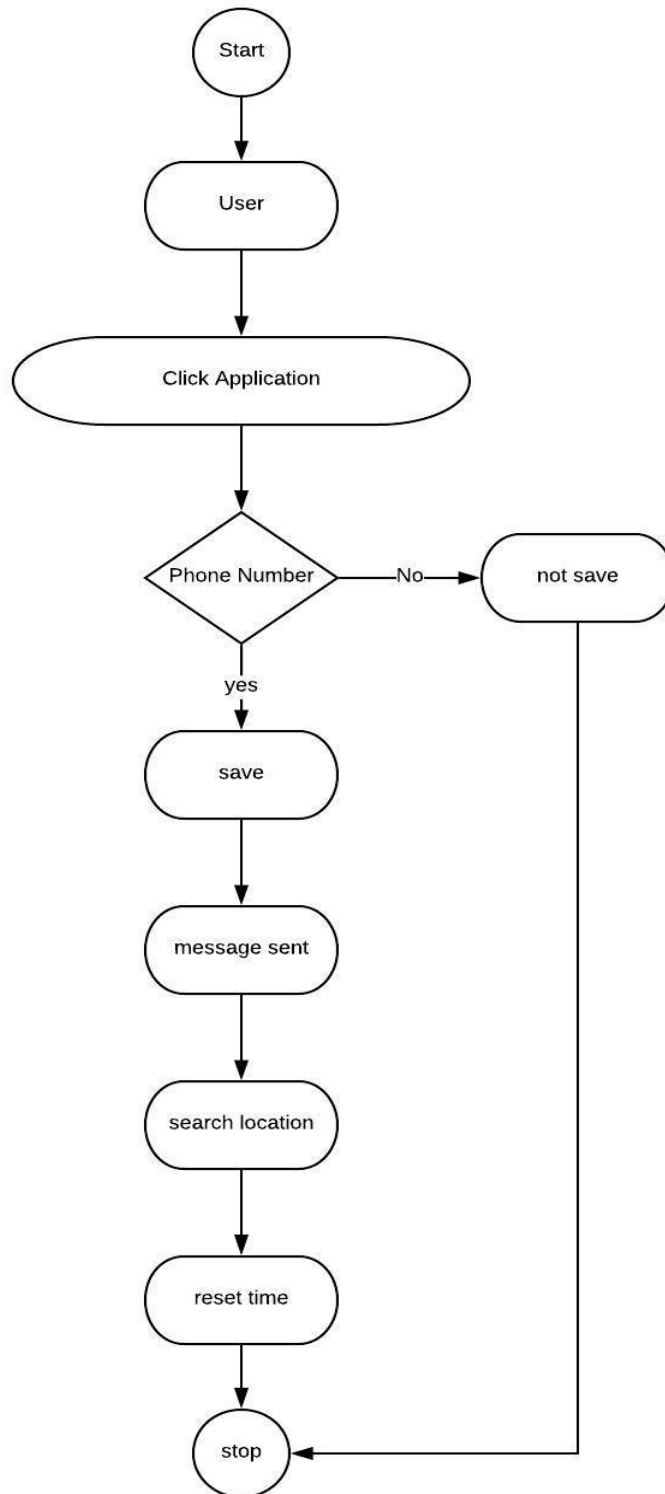 Start
User
Click Application
Phone Number
No
not save
yes
save
message sent
search location
reset time
stop